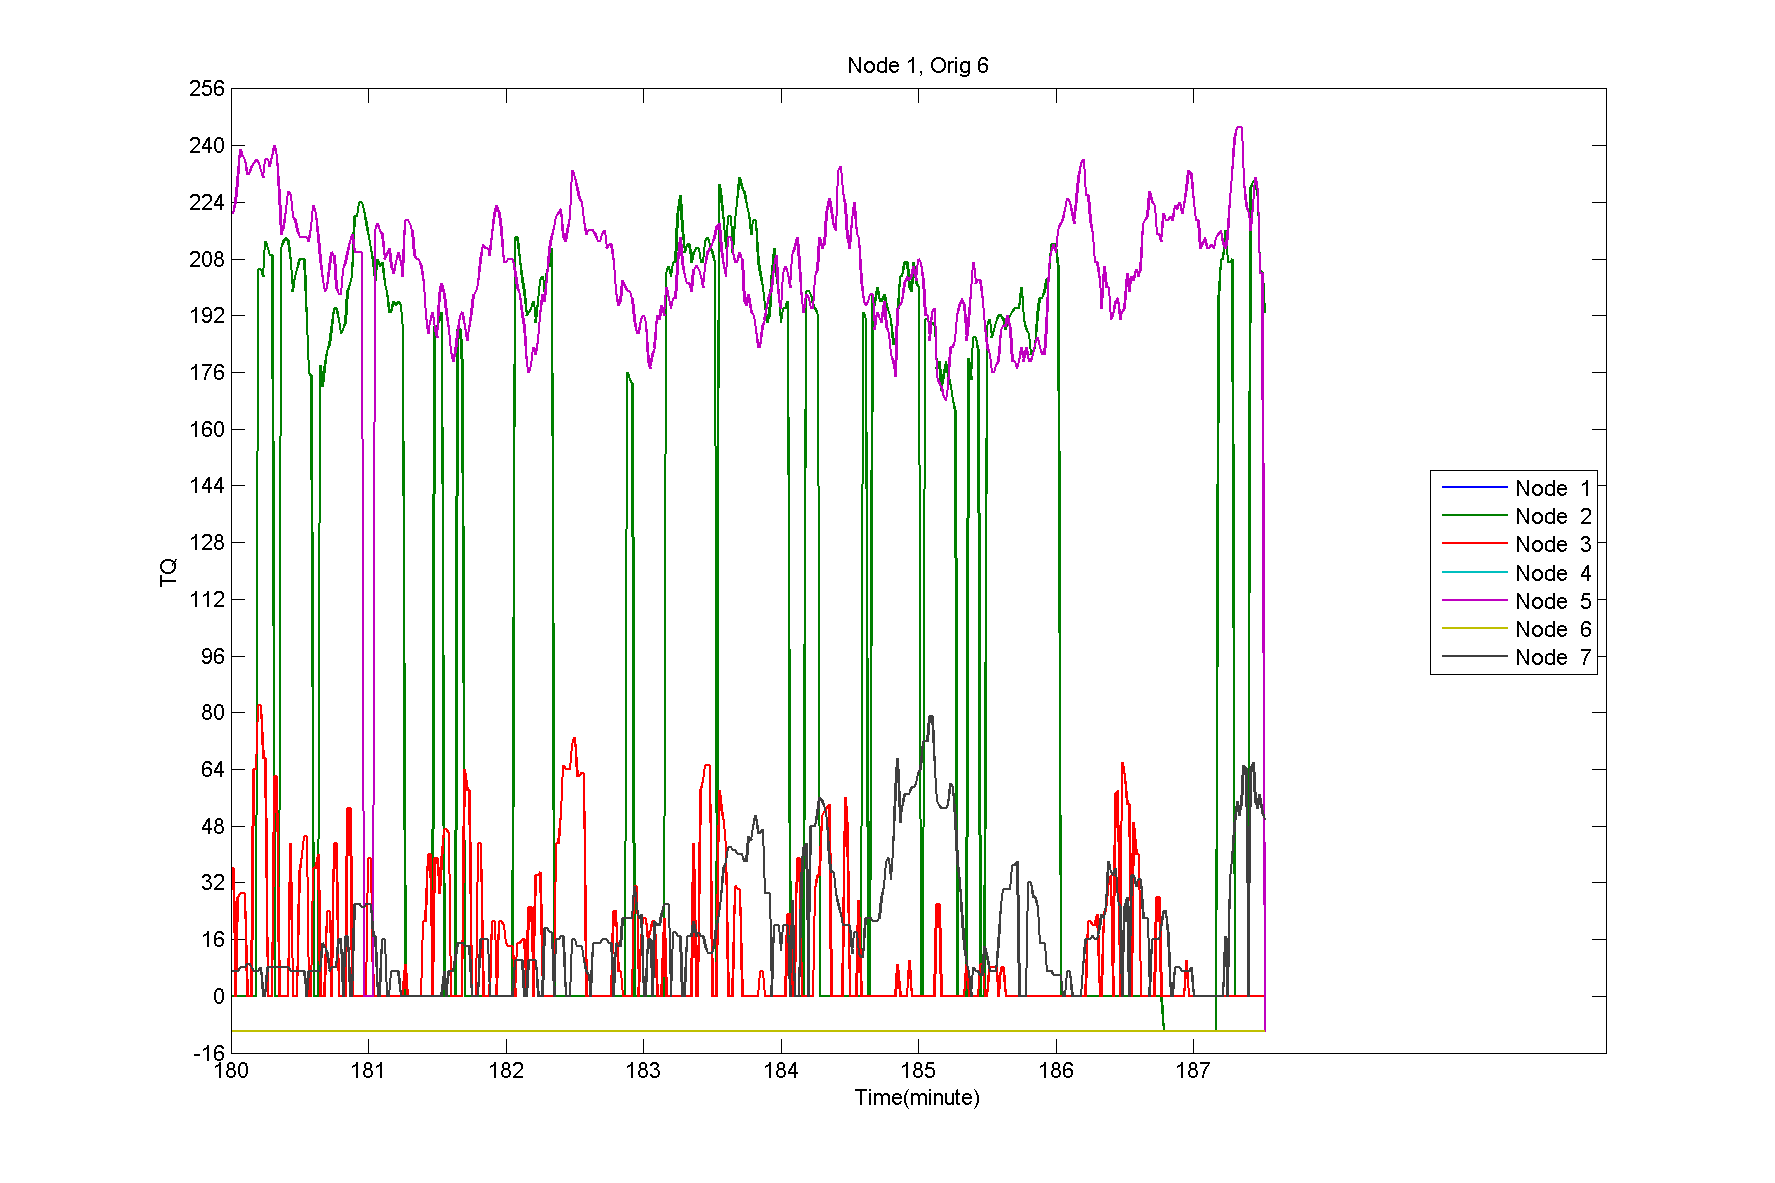 Node 1, Orig 6
256
240
224
208
192
176
160
144
128
112
96
80
64
48
32
16
0
-16
TQ
180 181 182 183 184 185 186 187
Time(minute)
Node 1
Node 2
Node 3
Node 4
Node 5
Node 6
Node 7